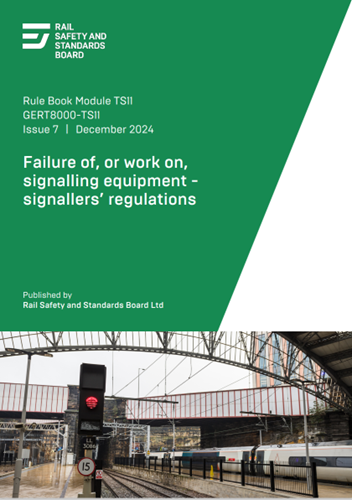 RAIL
SAFETY AND
STANDARDS
BOARD
Rule Book Module TS11
GERT8000-TS11
Issue 7 | December 2024
Failure of, or work on,
signalling equipment -
signallers’ regulations
Published by
Rail Safety and Standards Board Ltd
15